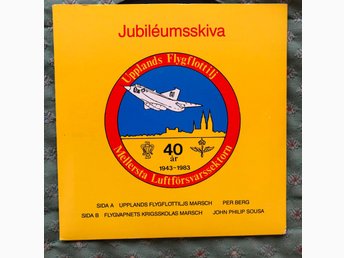 Jubiléumsskiva
Upplands Flygflottilj
40
år
1943-1983
Mellersta Luftförsvarssektorn
SIDA A UPPLANDS FLYGFLOTTILJS MARSCH PER BERG
SIDA B FLYGVAPNETS KRIGSSKOLAS MARSCH JOHN PHILIP SOUSA